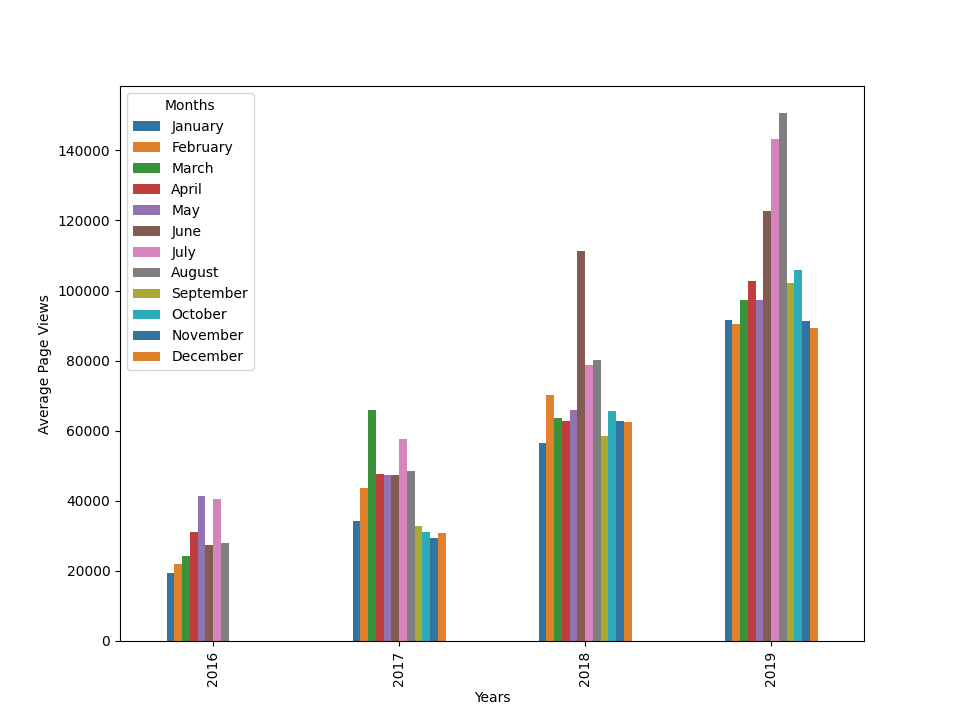 Months
January
February
March
April
May
June
July
August
September
October
November
December
Average Page Views
140000
120000
100000
80000
60000
40000
20000
0
2016
2017
2018
2019
Years